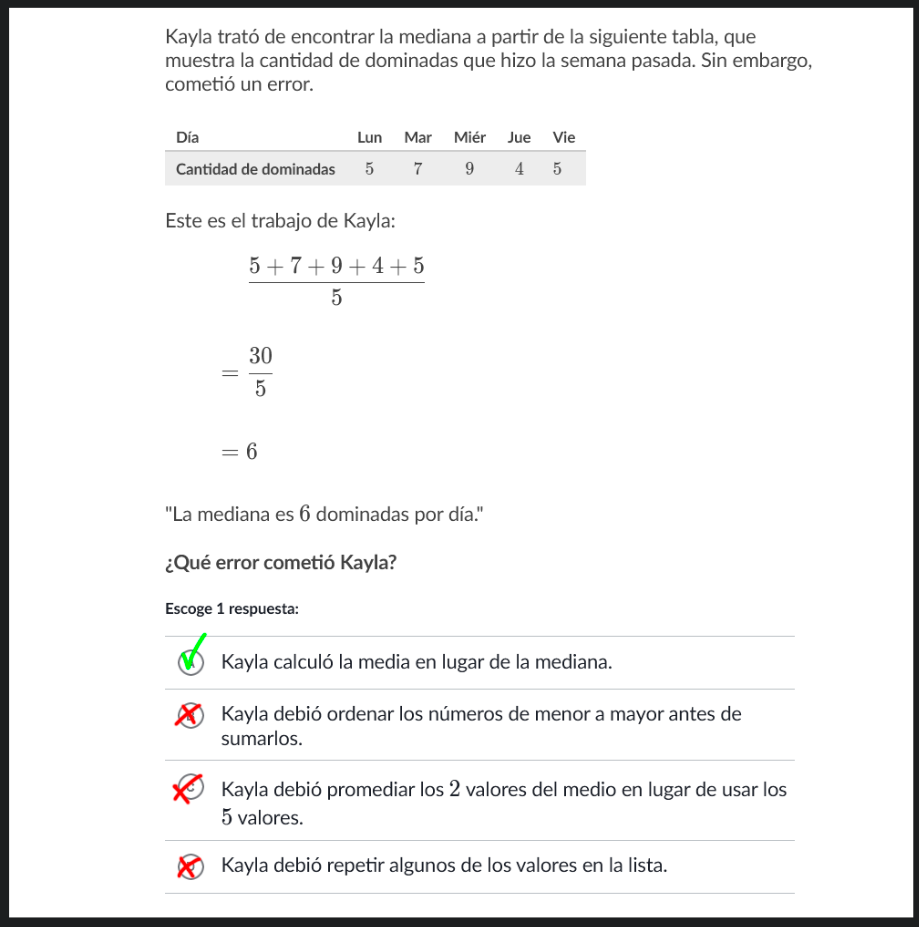 Kayla trató de encontrar la mediana a partir de la siguiente tabla, que
muestra la cantidad de dominadas que hizo la semana pasada. Sin embargo,
cometió un error.
Día Lun Mar Miér Jue Vie
Cantidad de dominadas 5 7 9 4 5
Este es el trabajo de Kayla:
5 + 7 + 9 + 4 + 5
5
= 30
5
= 6
"La mediana es 6 dominadas por día."
¿Qué error cometió Kayla?
Escoge 1 respuesta:
Kayla calculó la media en lugar de la mediana.
Kayla debió ordenar los números de menor a mayor antes de
sumarlos.
C Kayla debió promediar los 2 valores del medio en lugar de usar los
5 valores.
Kayla debió repetir algunos de los valores en la lista.